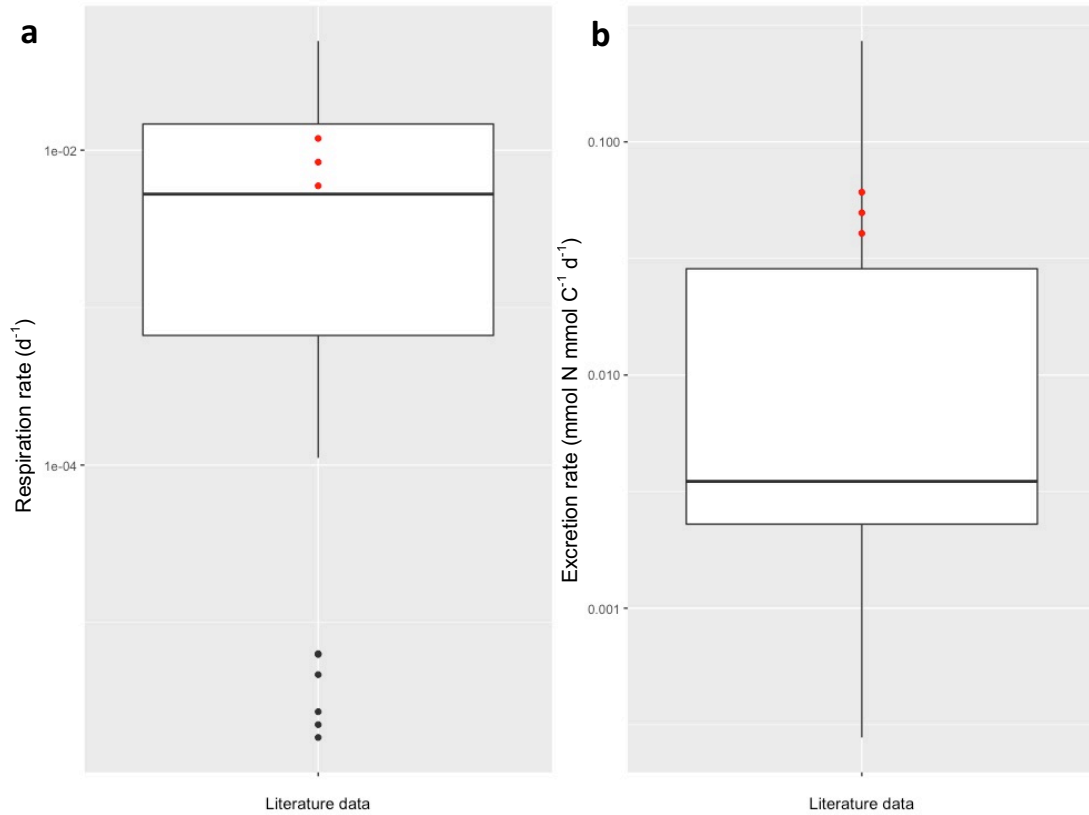 a
Respiration rate (d⁻¹)
1e-02
1e-04
Literature data
b
Excretion rate (mmol N mmol C⁻¹ d⁻¹)
0.100
0.010
0.001
Literature data